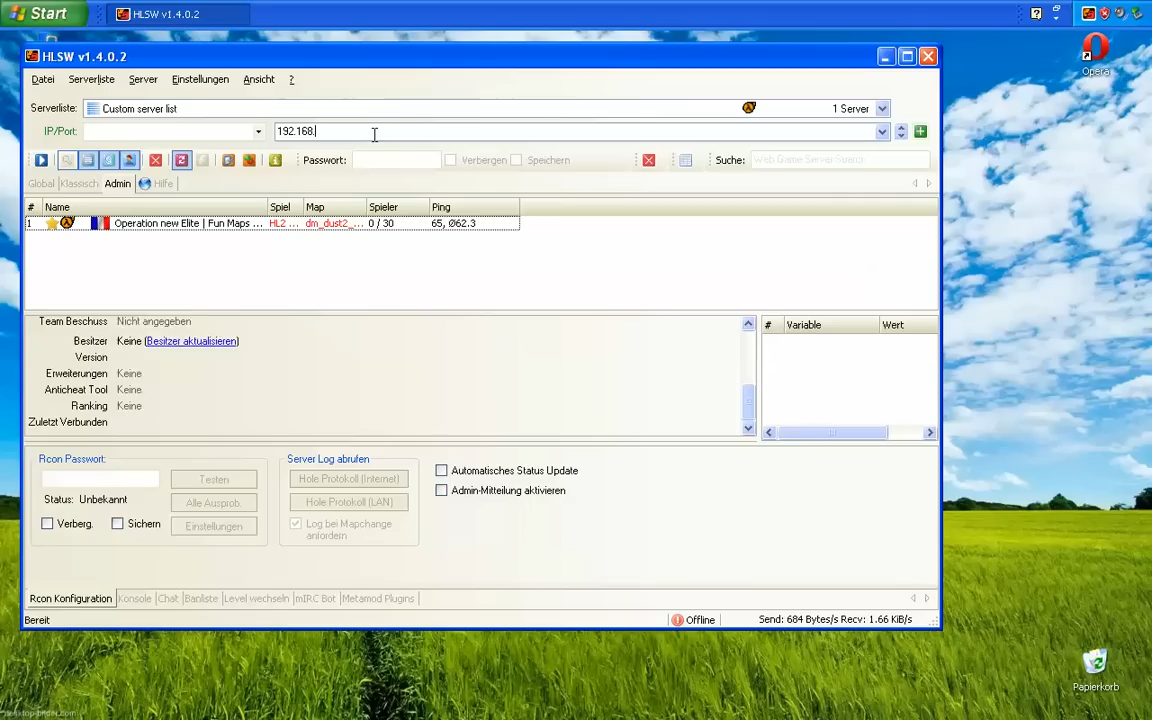 Start
HLSW v1.4.0.2
HLSW v1.4.0.2
Opera
Datei Serverliste Server Einstellungen Ansicht ?
Serverliste: Custom server list 1 Server
IP/Port: 192.168.
Passwort: Verbergen Speichern Suche: Web Game Server Search
Global Klassisch Admin Hilfe
# Name Spiel Map Spieler Ping
1 Operation new Elite | Fun Maps ... HL2 ... dm_dust2_... 0 / 30 65, Ø62.3
Team Beschuss Nicht angegeben
Besitzer Keine (Besitzer aktualisieren)
Version
Erweiterungen Keine
Anticheat Tool Keine
Ranking Keine
Zuletzt Verbunden
# Variable Wert
Rcon Passwort:
Testen
Status: Unbekannt
Alle Ausprob.
Verberg. Sichern
Einstellungen
Server Log abrufen
Hole Protokoll (Internet)
Hole Protokoll (LAN)
Log bei Mapchange
anfordern
Automatisches Status Update
Admin-Mitteilung aktivieren
Rcon Konfiguration Konsole Chat Banliste Level wechseln mIRC Bot Metamod Plugins
Bereit Offline Send: 684 Bytes/s Recv: 1.66 KiB/s
Papierkorb